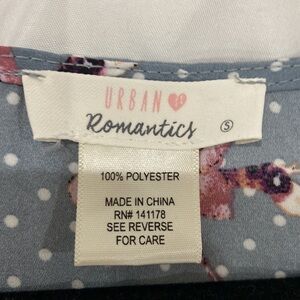 URBAN
Romantics S
100% POLYESTER
MADE IN CHINA
RN# 141178
SEE REVERSE
FOR CARE